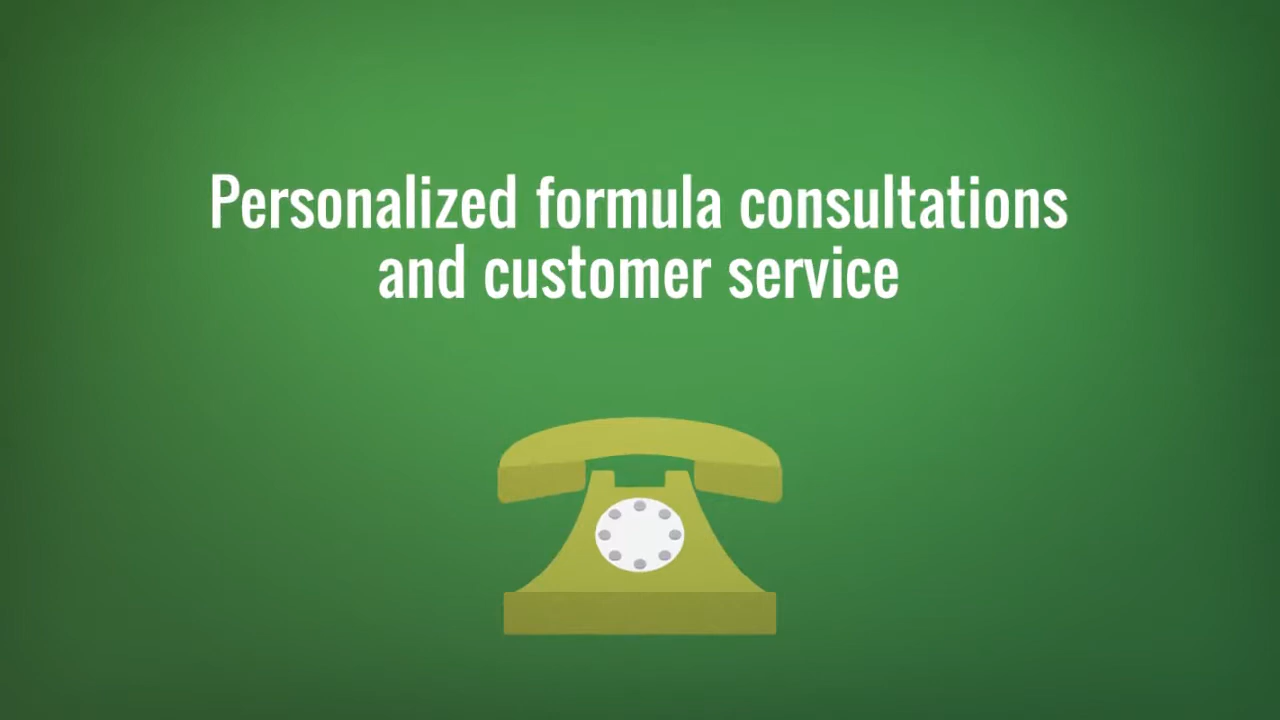 Personalized formula consultations
and customer service